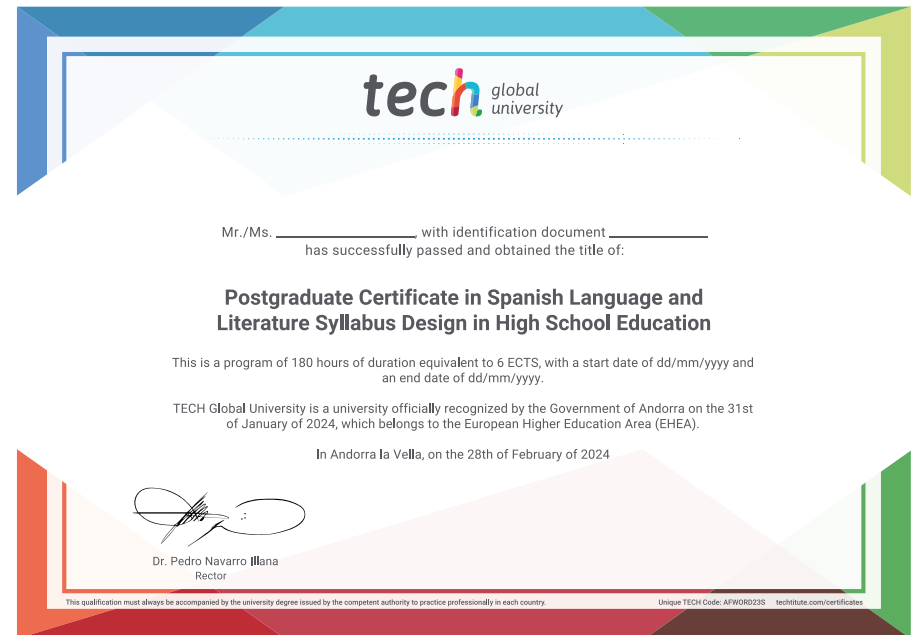 tech global university
Mr./Ms. ____________________, with identification document ______________
has successfully passed and obtained the title of:
Postgraduate Certificate in Spanish Language and
Literature Syllabus Design in High School Education
This is a program of 180 hours of duration equivalent to 6 ECTS, with a start date of dd/mm/yyyy and
an end date of dd/mm/yyyy.
TECH Global University is a university officially recognized by the Government of Andorra on the 31st
of January of 2024, which belongs to the European Higher Education Area (EHEA).
In Andorra la Vella, on the 28th of February of 2024
Dr. Pedro Navarro Illana
Rector
This qualification must always be accompanied by the university degree issued by the competent authority to practice professionally in each country. Unique TECH Code: AFWORD23S techtitute.com/certificates